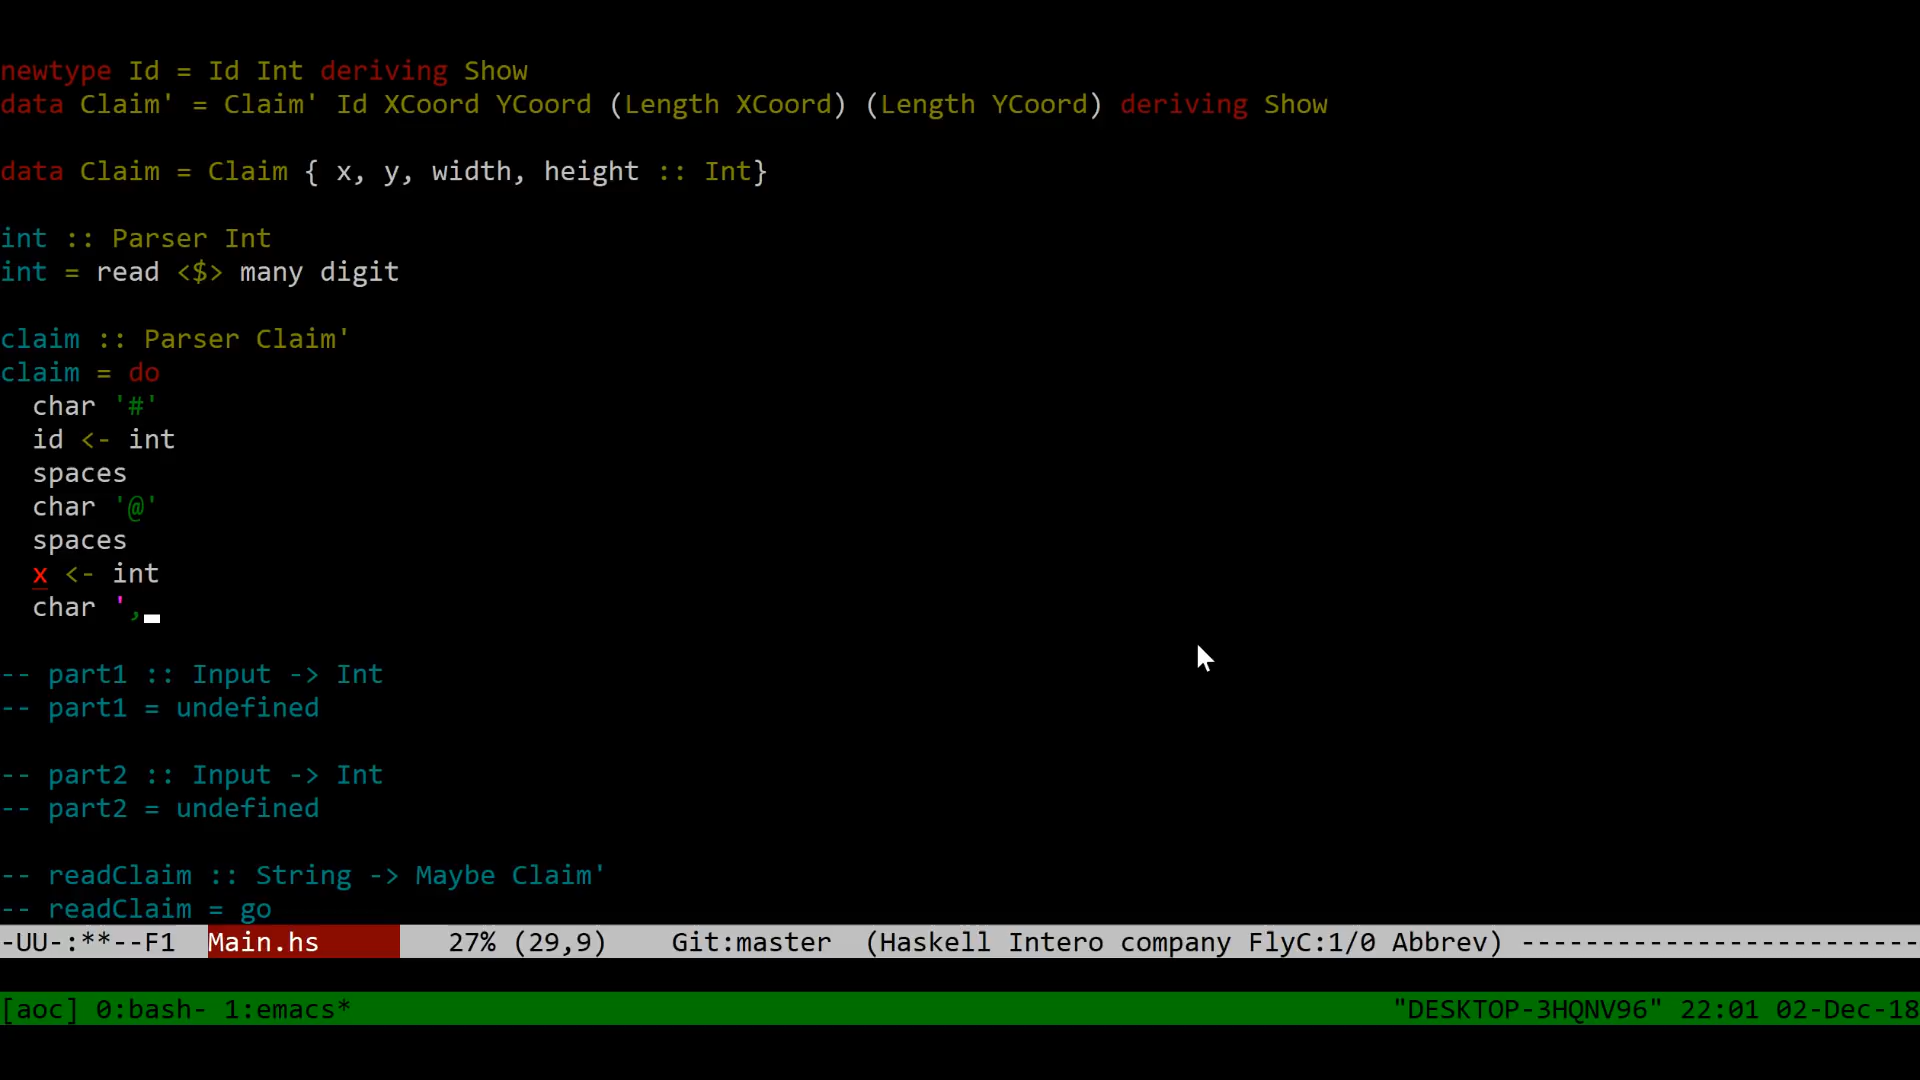 newtype Id = Id Int deriving Show
data Claim' = Claim' Id XCoord YCoord (Length XCoord) (Length YCoord) deriving Show
data Claim = Claim { x, y, width, height :: Int}
int :: Parser Int
int = read <$> many digit
claim :: Parser Claim'
claim = do
  char '#'
  id <- int
  spaces
  char '@'
  spaces
  x <- int
  char ',
-- part1 :: Input -> Int
-- part1 = undefined
-- part2 :: Input -> Int
-- part2 = undefined
-- readClaim :: String -> Maybe Claim'
-- readClaim = go
-UU-:**--F1  Main.hs        27% (29,9)    Git:master  (Haskell Intero company FlyC:1/0 Abbrev) -------------------------
[aoc] 0:bash- 1:emacs* "DESKTOP-3HQNV96" 22:01 02-Dec-18